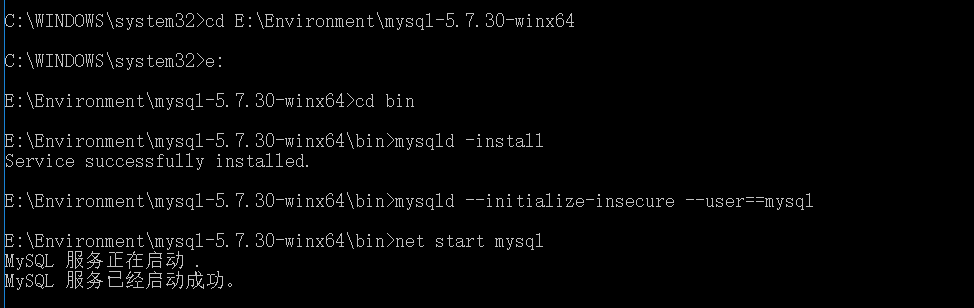 C:\WINDOWS\system32>cd E:\Environment\mysql-5.7.30-winx64
C:\WINDOWS\system32>e:
E:\Environment\mysql-5.7.30-winx64>cd bin
E:\Environment\mysql-5.7.30-winx64\bin>mysqld -install
Service successfully installed.
E:\Environment\mysql-5.7.30-winx64\bin>mysqld --initialize-insecure --user==mysql
E:\Environment\mysql-5.7.30-winx64\bin>net start mysql
MySQL 服务正在启动 .
MySQL 服务已经启动成功。